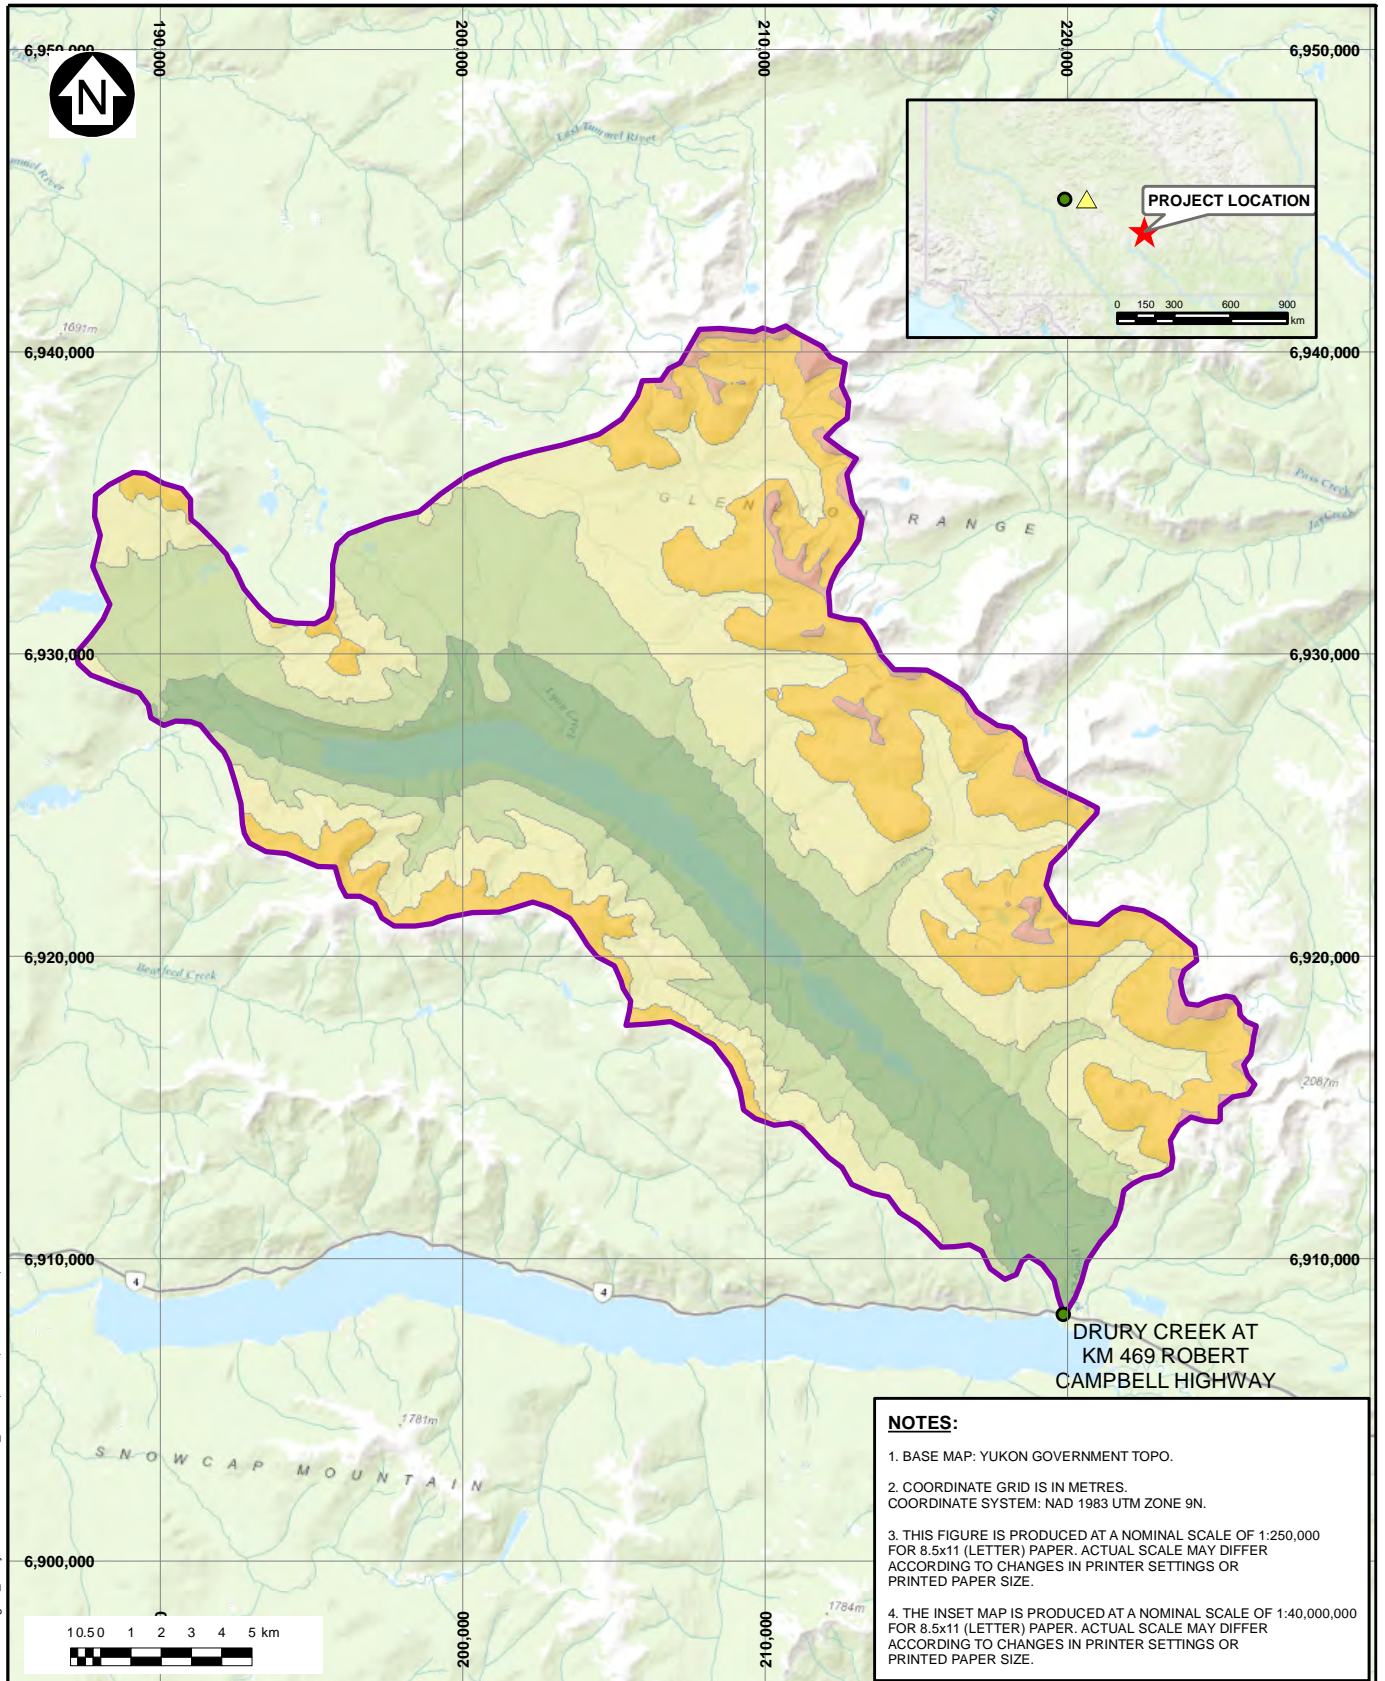 190,000
200,000
210,000
220,000
6,950,000
6,950,000
N
East Tummel River
PROJECT LOCATION
0 150 300 600 900
km
1691m
6,940,000
6,940,000
Pass Creek
Jay Creek
GLENLYON RANGE
6,930,000
6,930,000
6,920,000
6,920,000
Bearfeed Creek
2087m
6,910,000
6,910,000
4
4
DRURY CREEK AT
KM 469 ROBERT
CAMPBELL HIGHWAY
1781m
SNOWCAP MOUNTAIN
NOTES:
1. BASE MAP: YUKON GOVERNMENT TOPO.
2. COORDINATE GRID IS IN METRES.
COORDINATE SYSTEM: NAD 1983 UTM ZONE 9N.
3. THIS FIGURE IS PRODUCED AT A NOMINAL SCALE OF 1:250,000
FOR 8.5x11 (LETTER) PAPER. ACTUAL SCALE MAY DIFFER
ACCORDING TO CHANGES IN PRINTER SETTINGS OR
PRINTED PAPER SIZE.
4. THE INSET MAP IS PRODUCED AT A NOMINAL SCALE OF 1:40,000,000
FOR 8.5x11 (LETTER) PAPER. ACTUAL SCALE MAY DIFFER
ACCORDING TO CHANGES IN PRINTER SETTINGS OR
PRINTED PAPER SIZE.
6,900,000
1784m
200,000
210,000
1 0.5 0 1 2 3 4 5 km